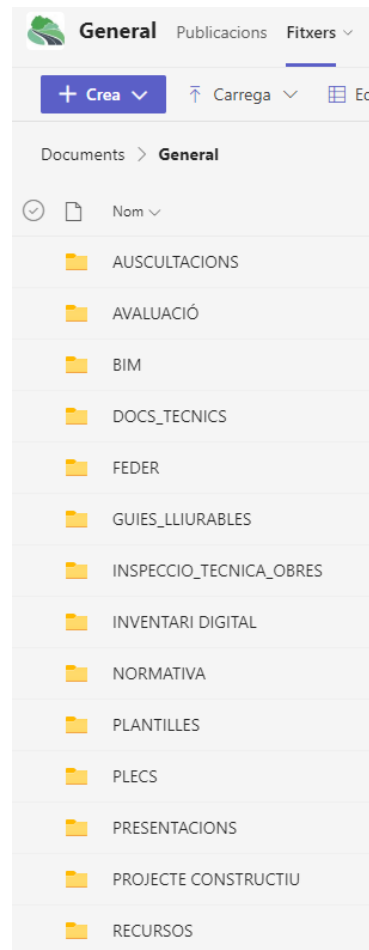 General Publicacions Fitxers
+ Crea Carrega
Documents > General
Nom
AUSCULTACIONS
AVALUACIÓ
BIM
DOCS_TECNICS
FEDER
GUIES_LLIURABLES
INSPECCIO_TECNICA_OBRES
INVENTARI DIGITAL
NORMATIVA
PLANTILLES
PLECS
PRESENTACIONS
PROJECTE CONSTRUCTIU
RECURSOS